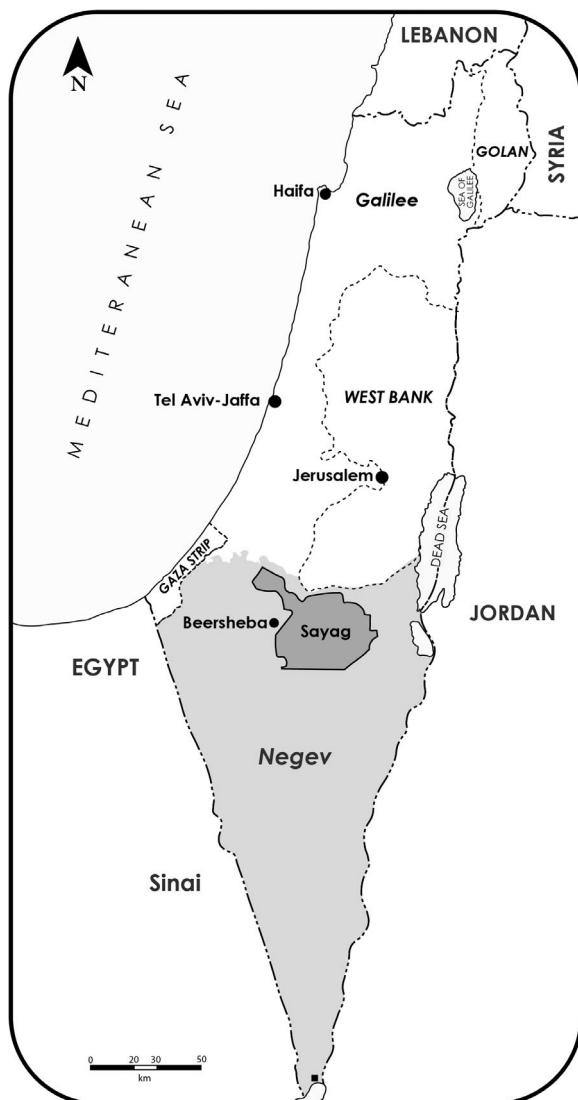 LEBANON
N
MEDITERANEAN SEA
SYRIA
GOLAN
SEA OF
GALILEE
Haifa
Galilee
Tel Aviv-Jaffa
WEST BANK
Jerusalem
DEAD SEA
GAZA STRIP
Beersheba
Sayag
JORDAN
EGYPT
Negev
Sinai
0 20 30 50
km